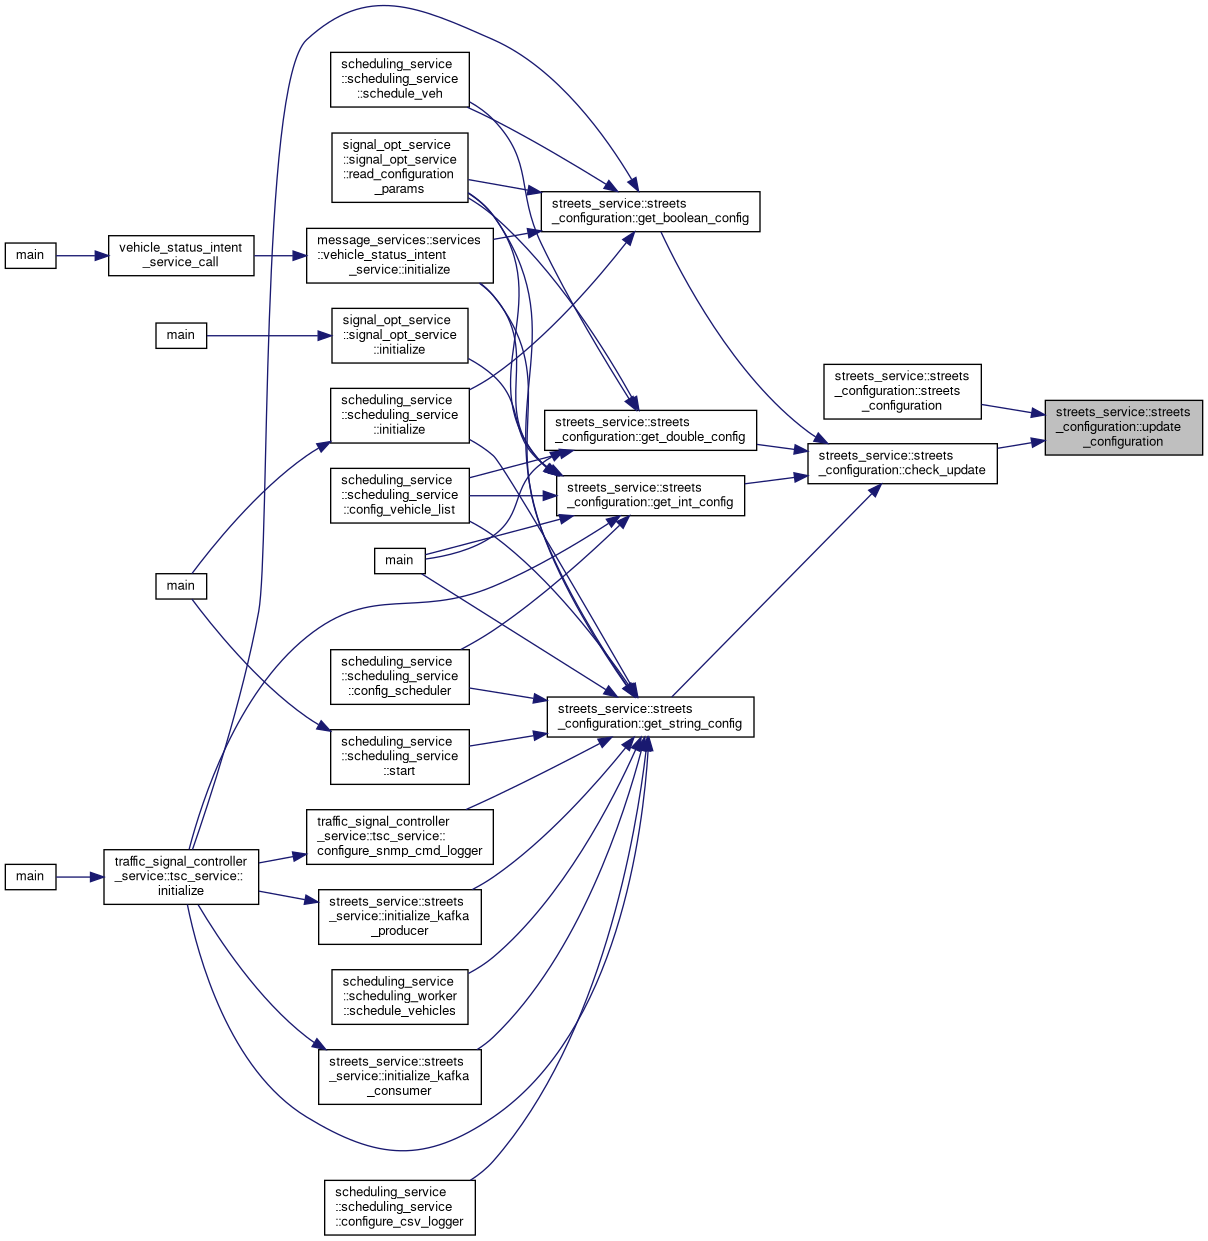 scheduling_service
::scheduling_service
::schedule_veh
signal_opt_service
::signal_opt_service
::read_configuration
_params
streets_service::streets
_configuration::get_boolean_config
message_services::services
::vehicle_status_intent
_service::initialize
vehicle_status_intent
_service_call
main
signal_opt_service
::signal_opt_service
::initialize
main
streets_service::streets
_configuration::streets
_configuration
scheduling_service
::scheduling_service
::initialize
streets_service::streets
_configuration::update
_configuration
streets_service::streets
_configuration::get_double_config
streets_service::streets
_configuration::check_update
scheduling_service
::scheduling_service
::config_vehicle_list
streets_service::streets
_configuration::get_int_config
main
main
scheduling_service
::scheduling_service
::config_scheduler
streets_service::streets
_configuration::get_string_config
scheduling_service
::scheduling_service
::start
traffic_signal_controller
_service::tsc_service::
configure_snmp_cmd_logger
main
traffic_signal_controller
_service::tsc_service::
initialize
streets_service::streets
_service::initialize_kafka
_producer
scheduling_service
::scheduling_worker
::schedule_vehicles
streets_service::streets
_service::initialize_kafka
_consumer
scheduling_service
::scheduling_service
::configure_csv_logger